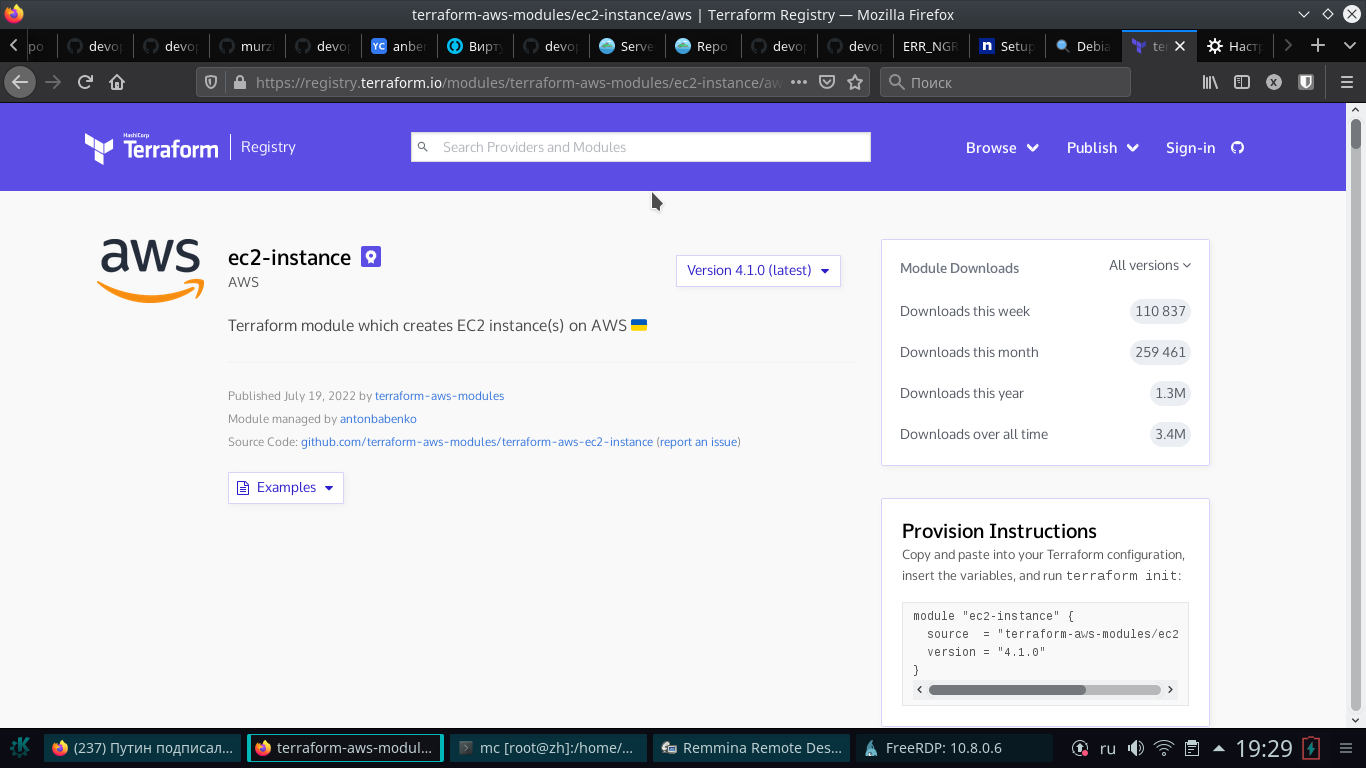 terraform-aws-modules/ec2-instance/aws | Terraform Registry — Mozilla Firefox
devo
devo
murz
devo
YC anber
Вирту
devo
Serve
Repo
devo
devo
ERR_NGR
n Setup
Debia
te
Настр
https://registry.terraform.io/modules/terraform-aws-modules/ec2-instance/aw
Поиск
HashiCorp
Terraform
Registry
Search Providers and Modules
Browse
Publish
Sign-in
aws
ec2-instance
AWS
Version 4.1.0 (latest)
Terraform module which creates EC2 instance(s) on AWS 🇺🇦
Published July 19, 2022 by terraform-aws-modules
Module managed by antonbabenko
Source Code: github.com/terraform-aws-modules/terraform-aws-ec2-instance (report an issue)
Examples
Module Downloads
All versions
Downloads this week
110 837
Downloads this month
259 461
Downloads this year
1.3M
Downloads over all time
3.4M
Provision Instructions
Copy and paste into your Terraform configuration,
insert the variables, and run terraform init:
module "ec2-instance" {
source = "terraform-aws-modules/ec2
version = "4.1.0"
}
(237) Путин подписал...
terraform-aws-modul...
mc [root@zh]:/home/...
Remmina Remote Des...
FreeRDP: 10.8.0.6
ru
19:29